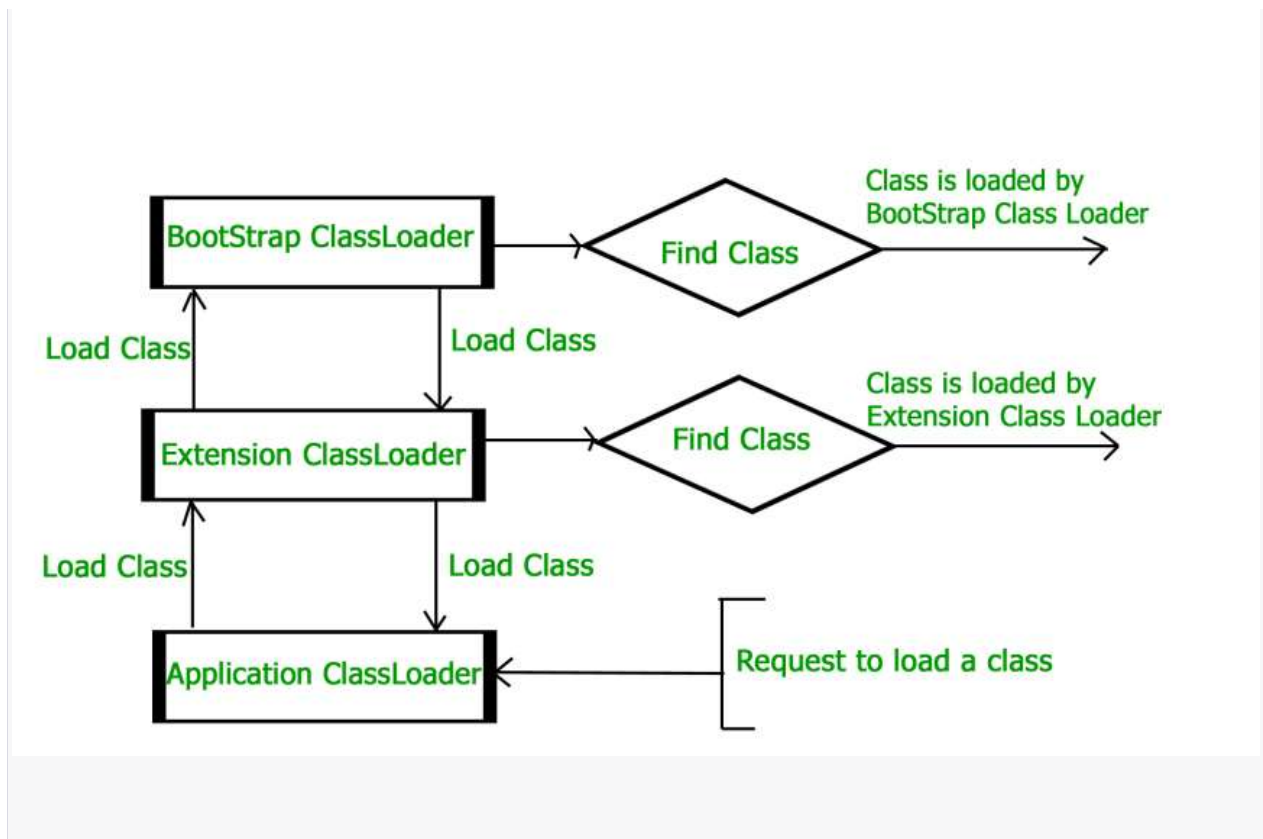 Class is loaded by
BootStrap Class Loader
BootStrap ClassLoader
Find Class
Load Class
Load Class
Class is loaded by
Extension Class Loader
Extension ClassLoader
Find Class
Load Class
Load Class
Application ClassLoader
Request to load a class